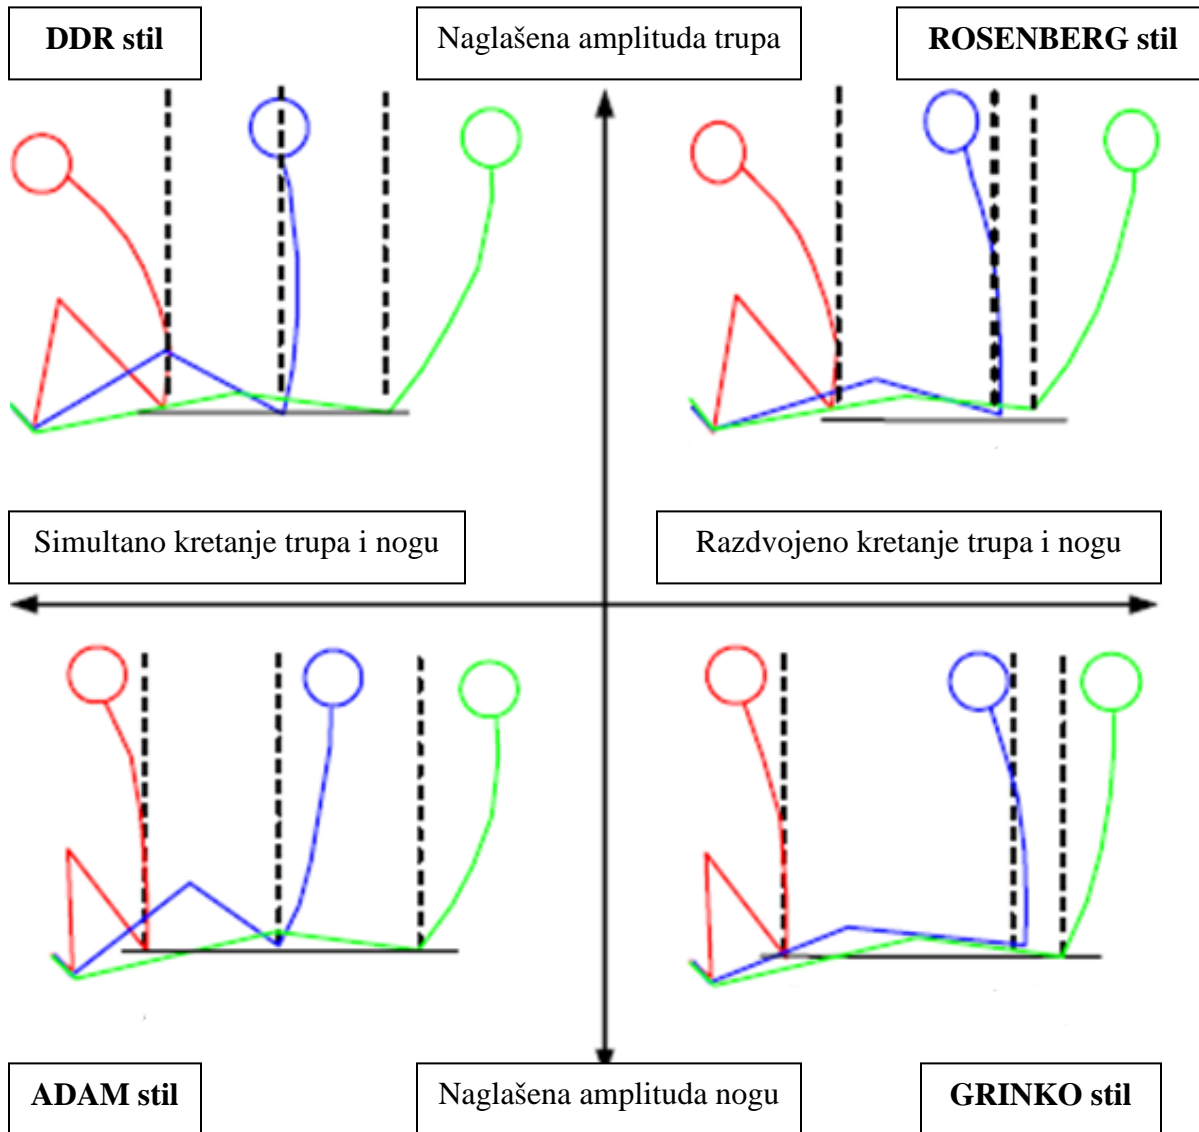 DDR stil
Naglašena amplituda trupa
ROSENBERG stil
Simultano kretanje trupa i nogu
Razdvojeno kretanje trupa i nogu
ADAM stil
Naglašena amplituda nogu
GRINKO stil